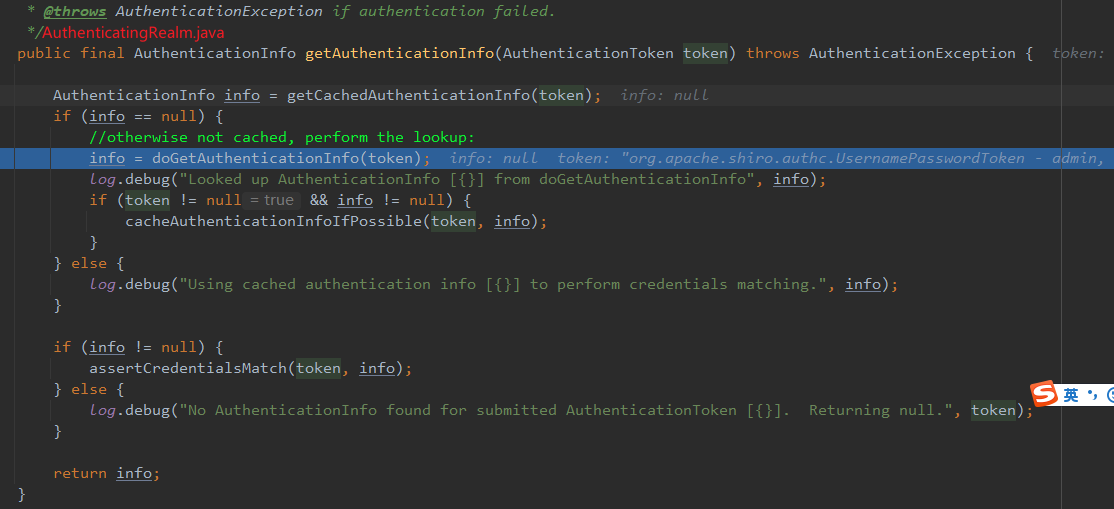 * @throws AuthenticationException if authentication failed.
*/AuthenticatingRealm.java
public final AuthenticationInfo getAuthenticationInfo(AuthenticationToken token) throws AuthenticationException {  token:
AuthenticationInfo info = getCachedAuthenticationInfo(token);  info: null
if (info == null) {
//otherwise not cached, perform the lookup:
info = doGetAuthenticationInfo(token);  info: null  token: "org.apache.shiro.authc.UsernamePasswordToken - admin,
log.debug("Looked up AuthenticationInfo [{}] from doGetAuthenticationInfo", info);
if (token != null = true && info != null) {
cacheAuthenticationInfoIfPossible(token, info);
}
} else {
log.debug("Using cached authentication info [{}] to perform credentials matching.", info);
}
if (info != null) {
assertCredentialsMatch(token, info);
} else {
log.debug("No AuthenticationInfo found for submitted AuthenticationToken [{}].  Returning null.", token);
}
return info;
}
S 英